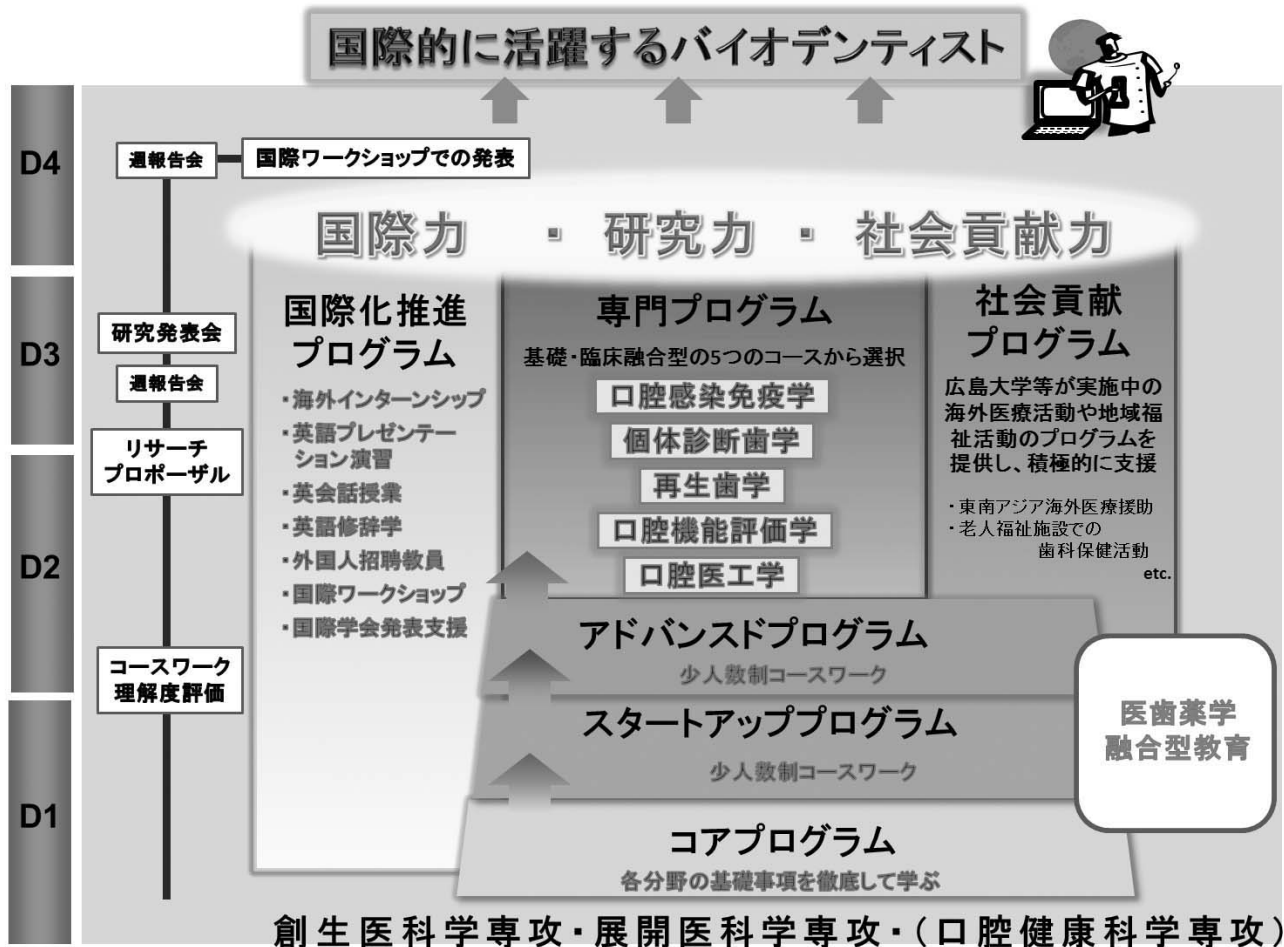 国際的に活躍するバイオデンティスト
D4
週報告会
国際ワークショップでの発表
国際力 ・ 研究力 ・ 社会貢献力
D3
研究発表会
週報告会
リサーチ
プロポーザル
D2
コースワーク
理解度評価
D1
国際化推進
プログラム
・海外インターンシップ
・英語プレゼンテー
ション演習
・英会話授業
・英語修辞学
・外国人招聘教員
・国際ワークショップ
・国際学会発表支援
専門プログラム
基礎・臨床融合型の5つのコースから選択
口腔感染免疫学
個体診断歯学
再生歯学
口腔機能評価学
口腔医工学
社会貢献
プログラム
広島大学等が実施中の
海外医療活動や地域福
祉活動のプログラムを
提供し、積極的に支援
・東南アジア海外医療援助
・老人福祉施設での
歯科保健活動
etc.
アドバンスドプログラム
少人数制コースワーク
スタートアッププログラム
少人数制コースワーク
コアプログラム
各分野の基礎事項を徹底して学ぶ
医歯薬学
融合型教育
創生医科学専攻・展開医科学専攻・(口腔健康科学専攻)